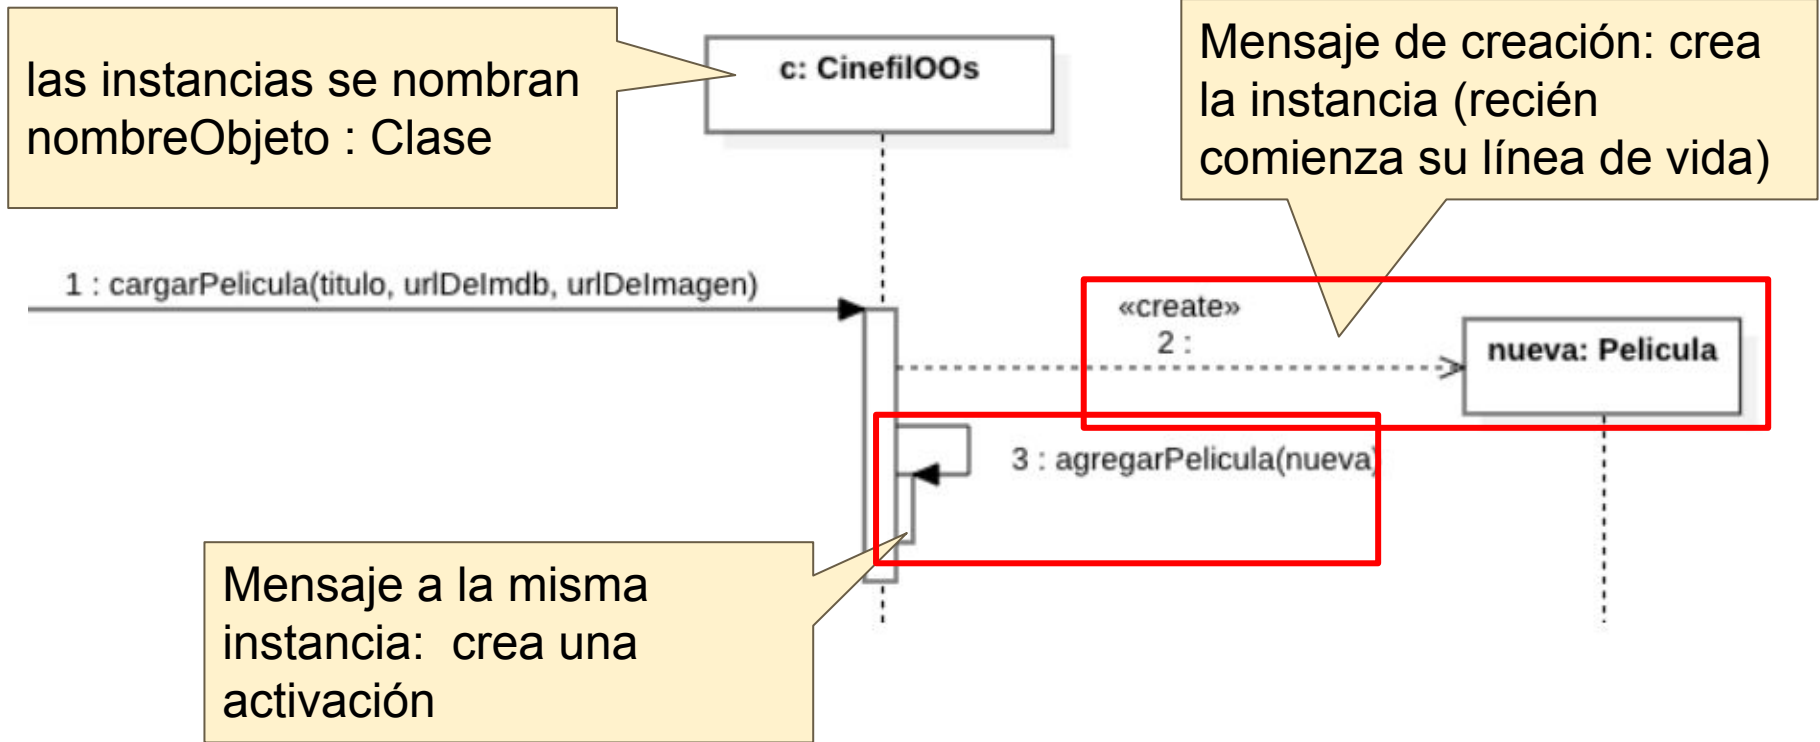 las instancias se nombran
nombreObjeto : Clase
c: CinefilOOs
Mensaje de creación: crea
la instancia (recién
comienza su línea de vida)
1 : cargarPelicula(titulo, urlDeImdb, urlDeImagen)
«create»
2 :
nueva: Pelicula
3 : agregarPelicula(nueva)
Mensaje a la misma
instancia:  crea una
activación